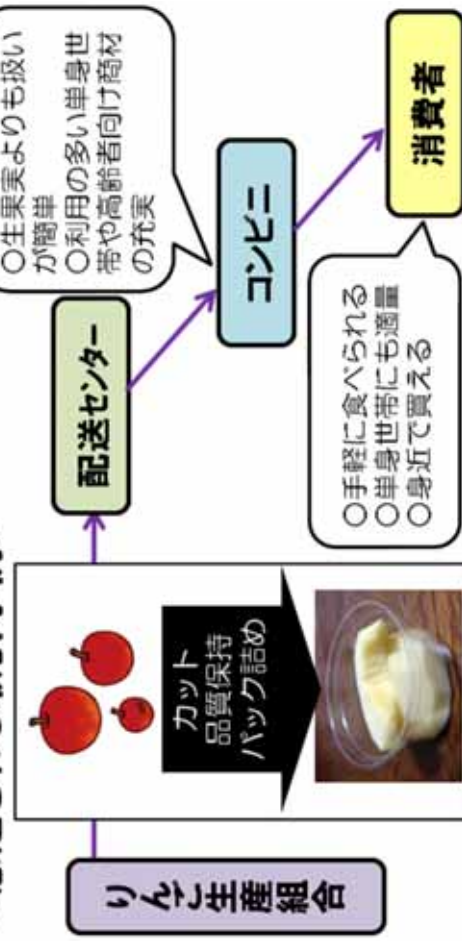 りんご生産組合
カット
品質保持
パック詰め
配送センター
コンビニ
○生果実よりも扱い
が簡単
○利用の多い単身世
帯や高齢者向け商材
の充実
消費者
○手軽に食べられる
○単身世帯にも適量
○身近で買える